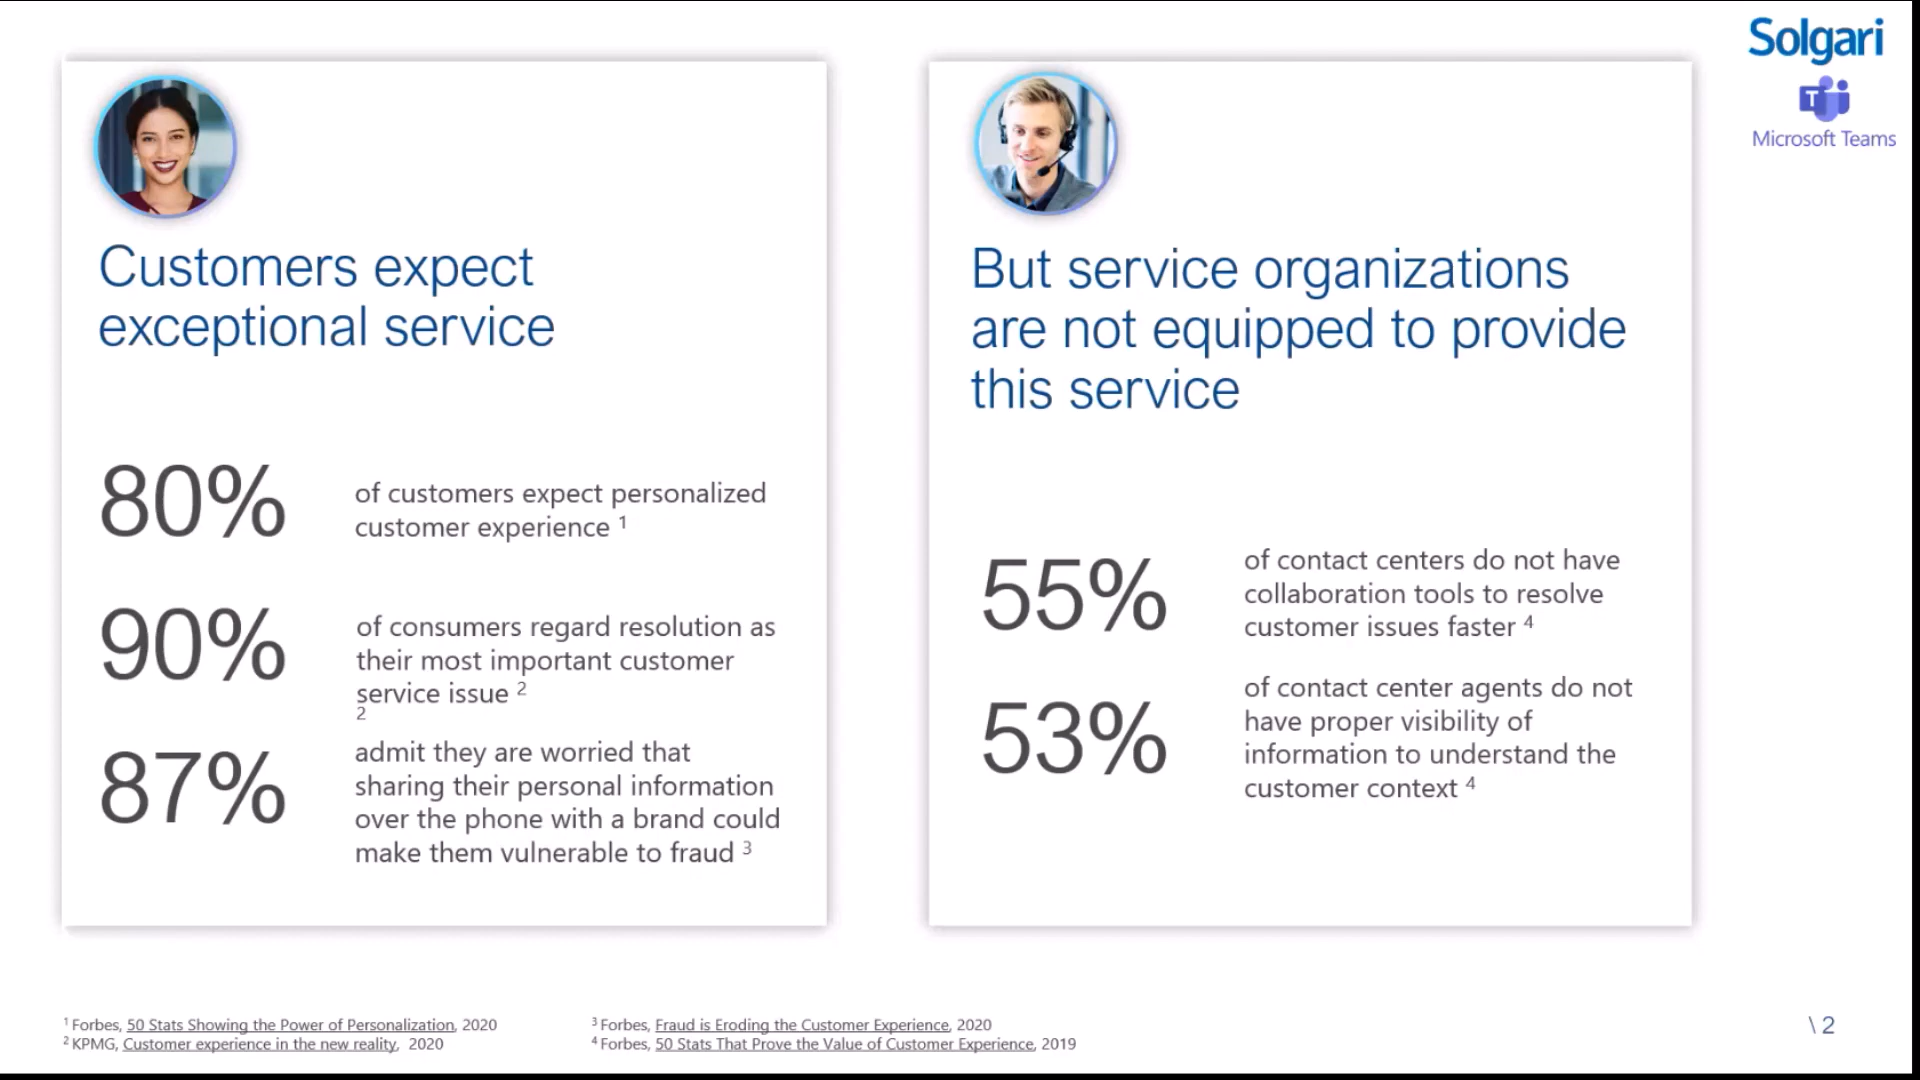 Solgari
Microsoft Teams
Customers expect
exceptional service
80%
of customers expect personalized
customer experience 1
90%
of consumers regard resolution as
their most important customer
service issue 2
2
87%
admit they are worried that
sharing their personal information
over the phone with a brand could
make them vulnerable to fraud 3
But service organizations
are not equipped to provide
this service
55%
of contact centers do not have
collaboration tools to resolve
customer issues faster 4
53%
of contact center agents do not
have proper visibility of
information to understand the
customer context 4
1 Forbes, 50 Stats Showing the Power of Personalization, 2020
2 KPMG, Customer experience in the new reality, 2020
3 Forbes, Fraud is Eroding the Customer Experience, 2020
4 Forbes, 50 Stats That Prove the Value of Customer Experience, 2019
\ 2